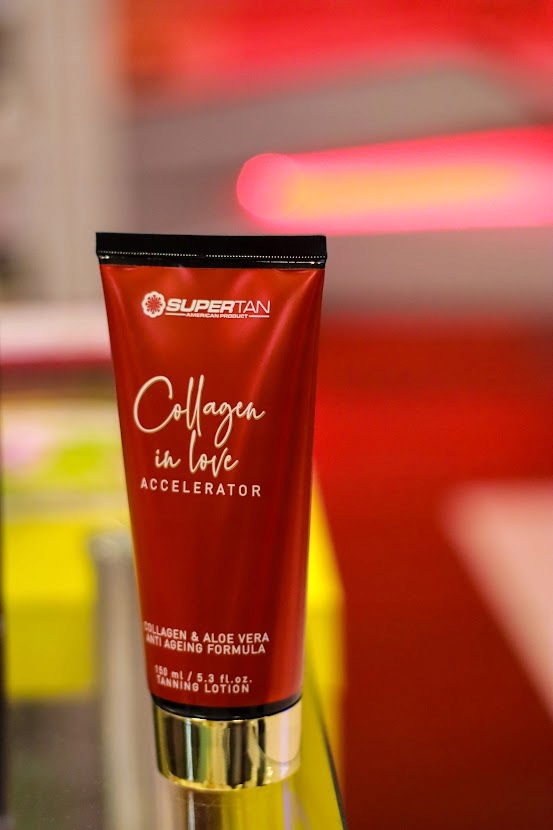 SUPERTAN
AMERICAN PRODUCT
Collagen
in love
ACCELERATOR
COLLAGEN & ALOE VERA
ANTI AGEING FORMULA
150 ml / 5.3 fl.oz.
TANNING LOTION